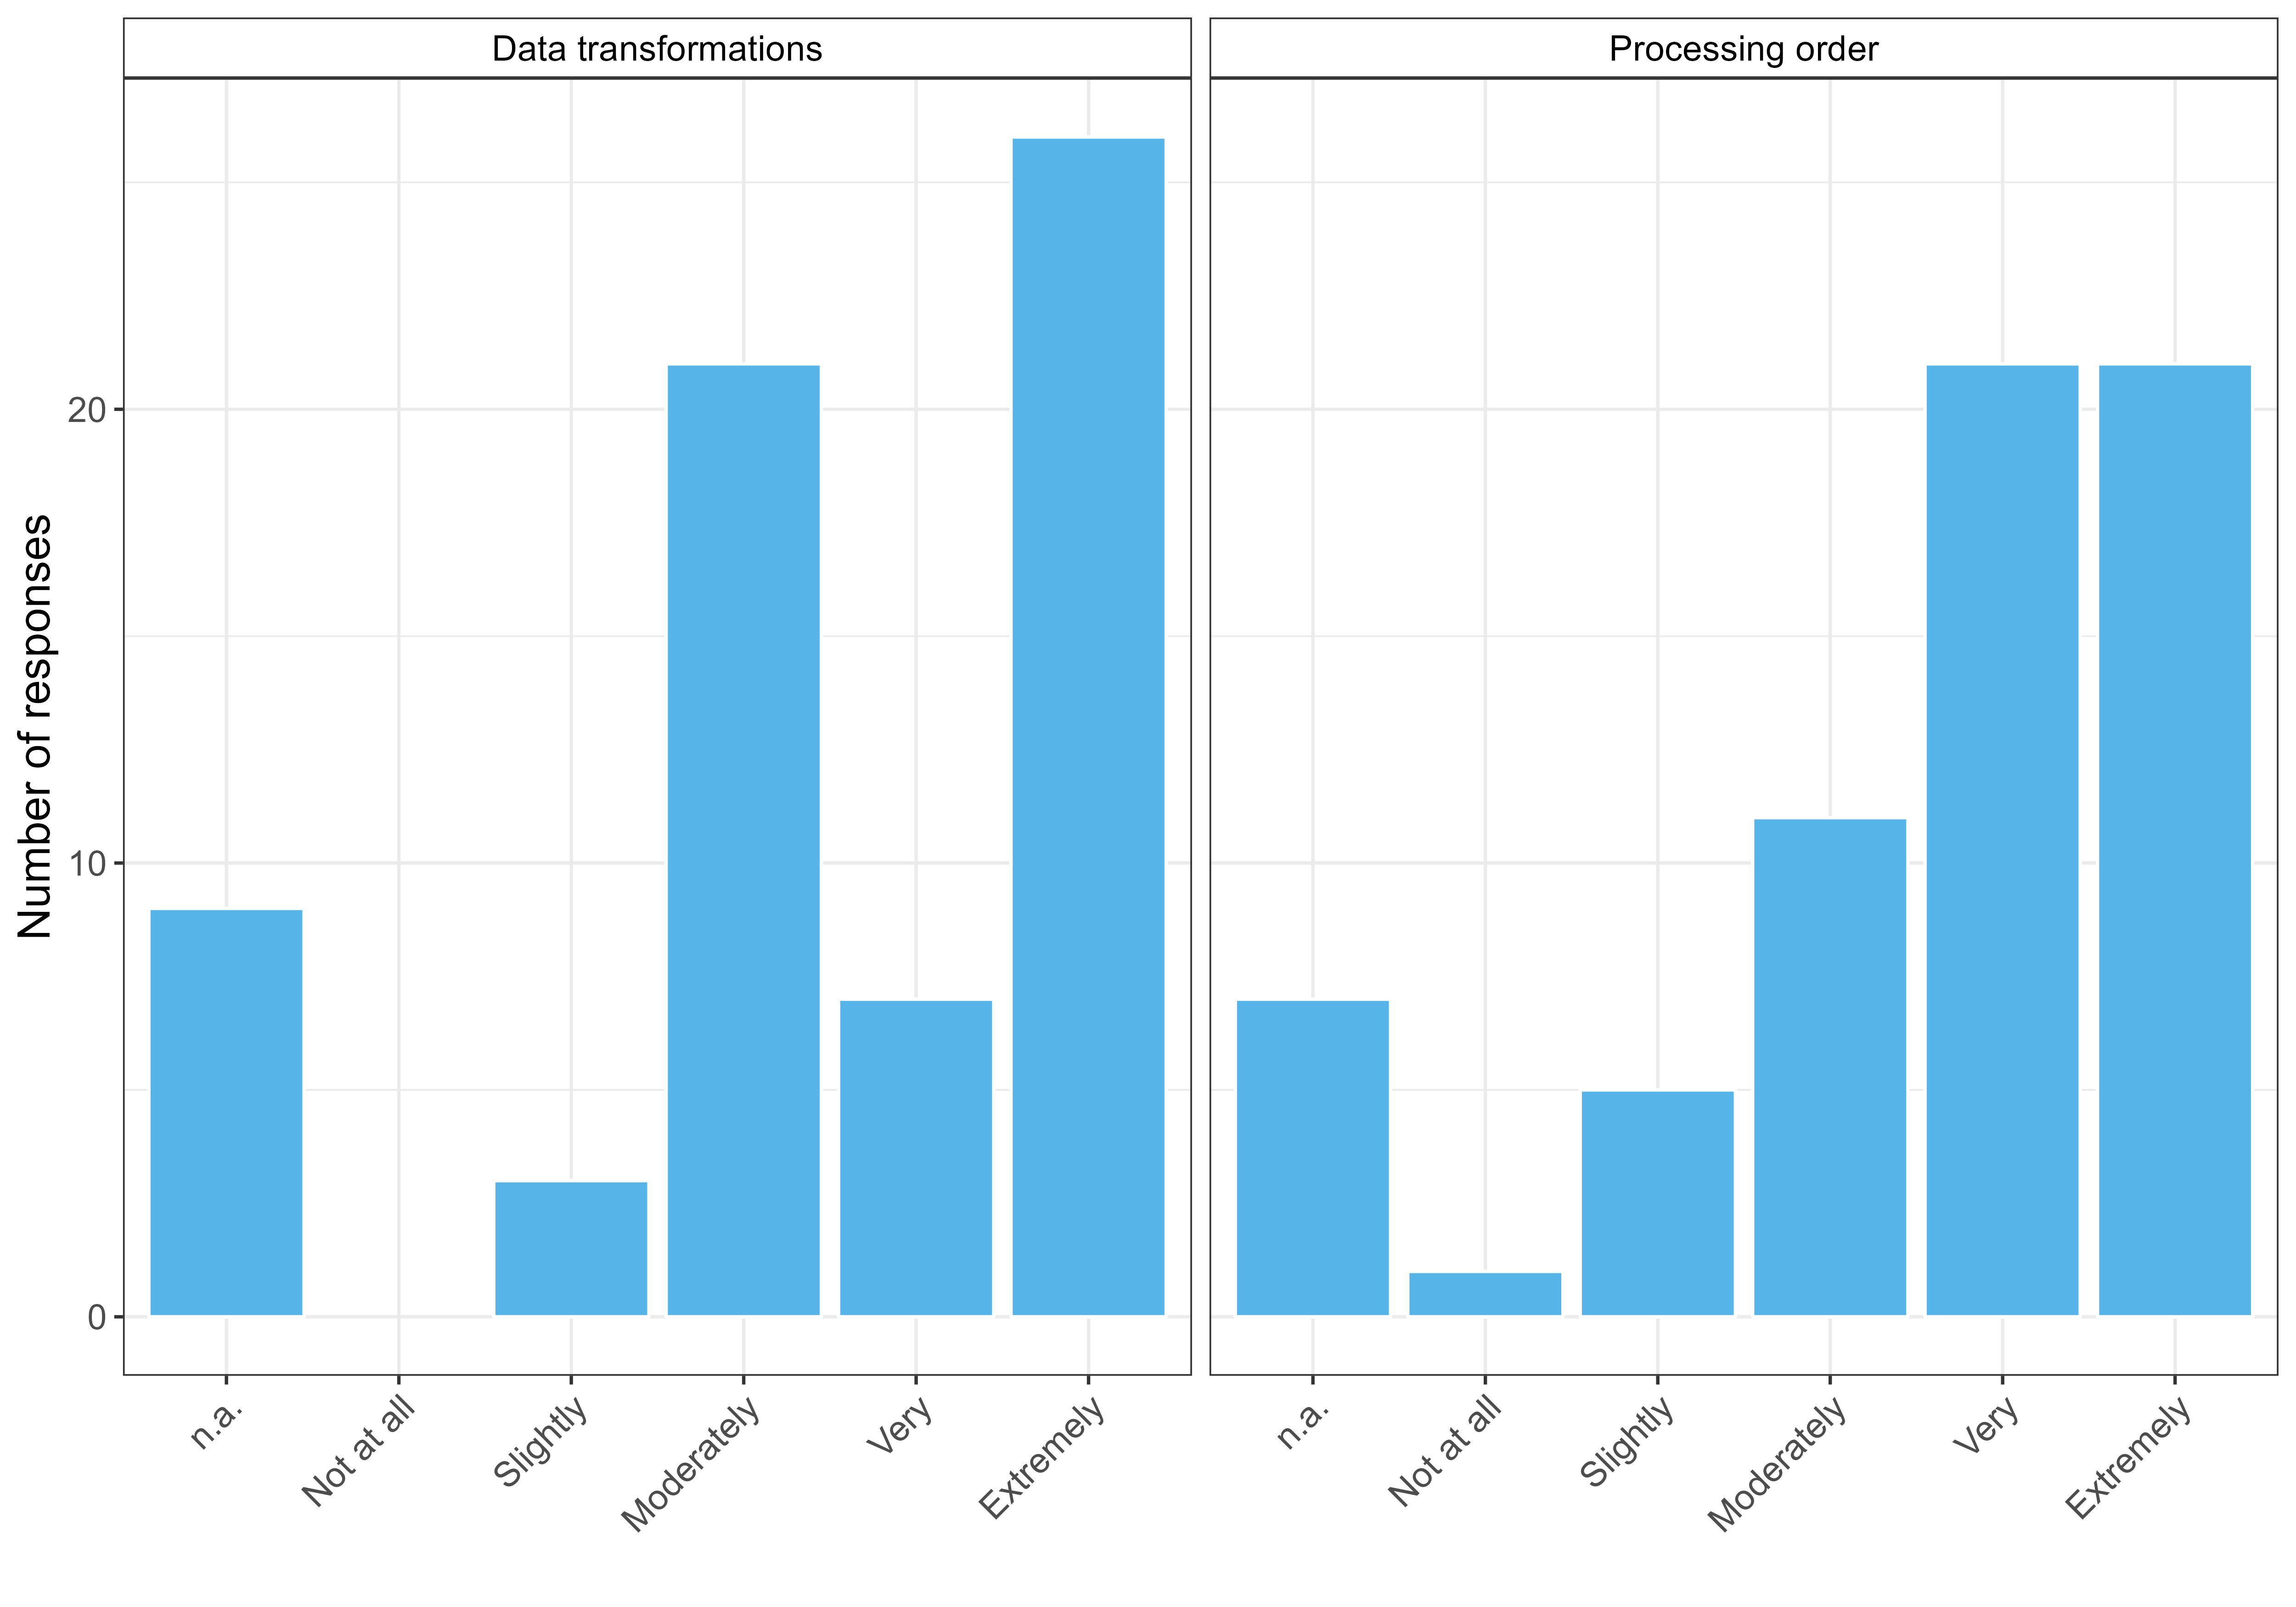 Data transformations
Processing order
Number of responses
20
10
0
n.a.
Not at all
Slightly
Moderately
Very
Extremely
n.a.
Not at all
Slightly
Moderately
Very
Extremely